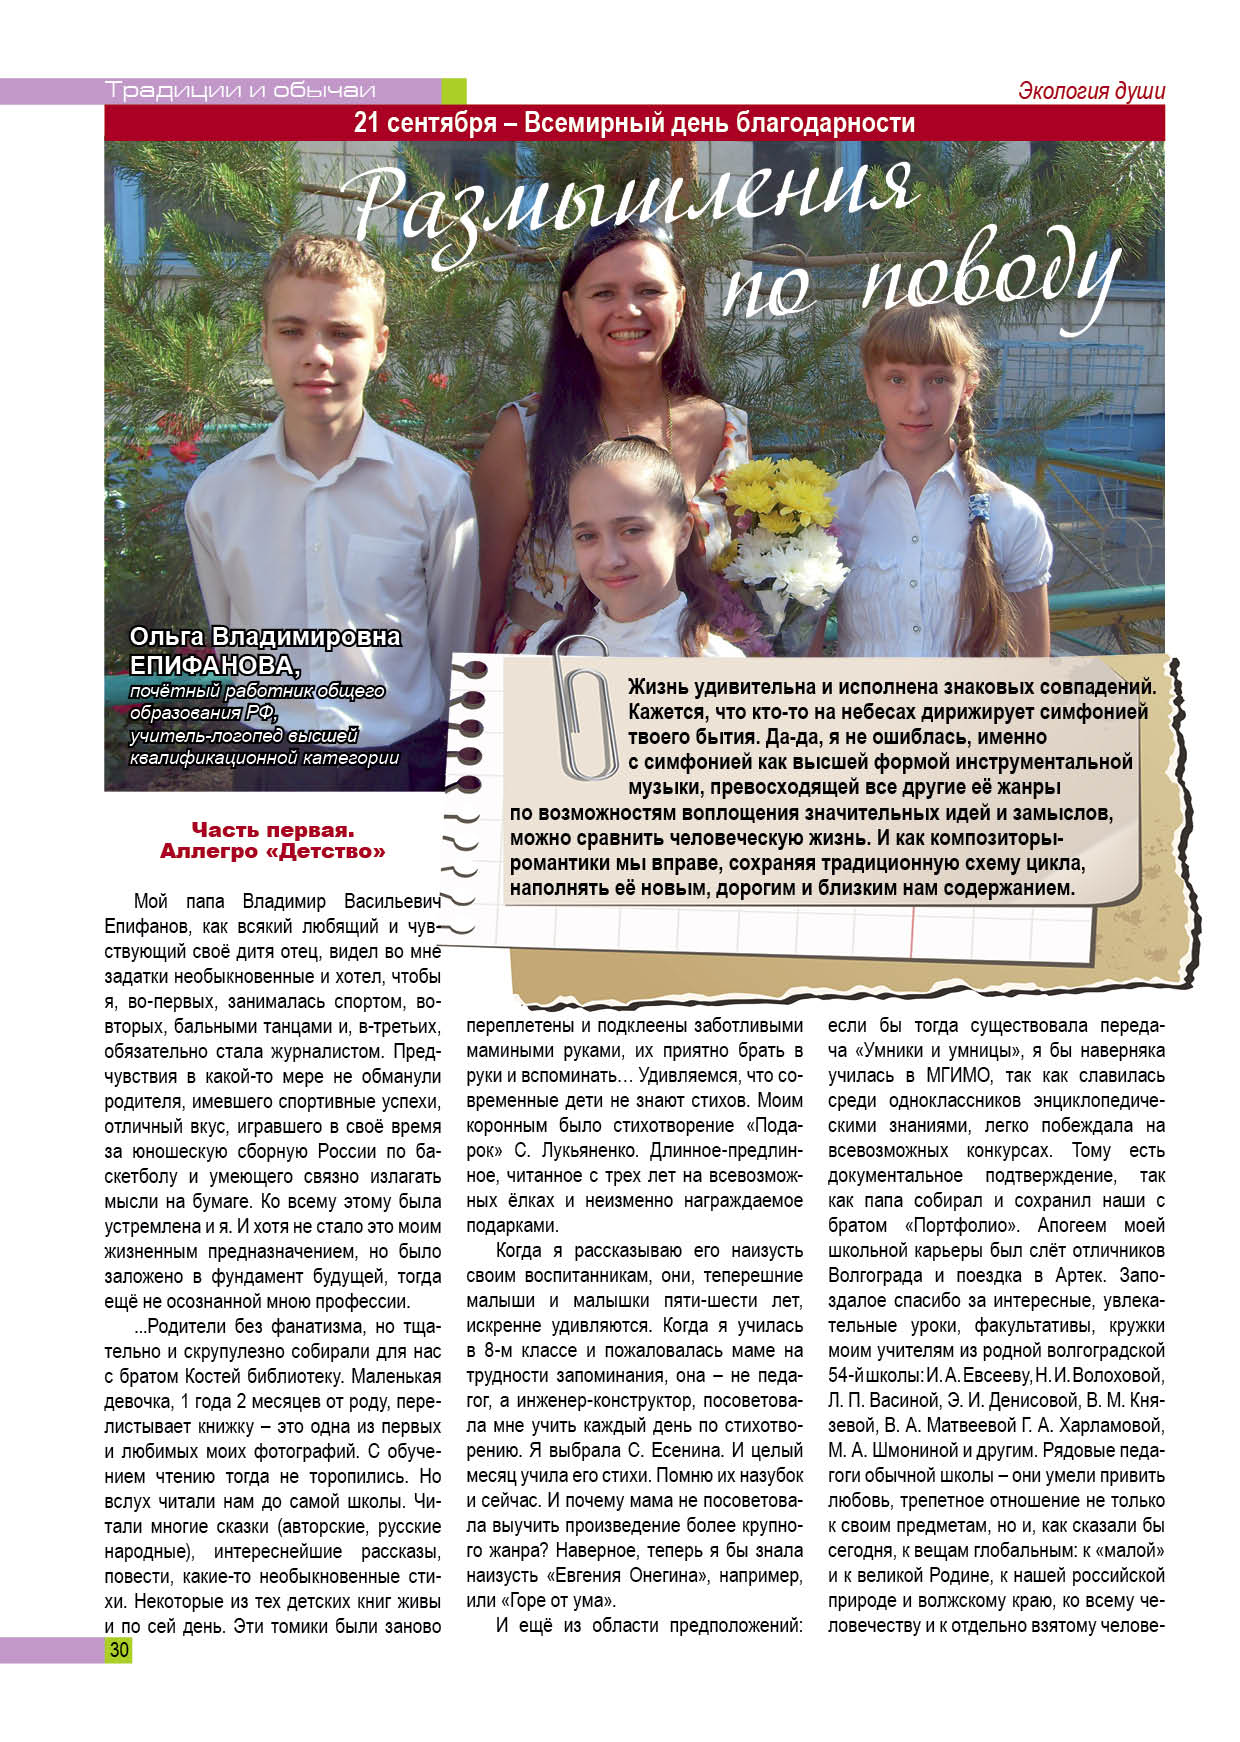 Традиции и обычаи
Экология души
21 сентября – Всемирный день благодарности
Размышления
по поводу
Ольга Владимировна
ЕПИФАНОВА,
почётный работник общего
образования РФ,
учитель-логопед высшей
квалификационной категории
Жизнь удивительна и исполнена знаковых совпадений.
Кажется, что кто-то на небесах дирижирует симфонией
твоего бытия. Да-да, я не ошиблась, именно
с симфонией как высшей формой инструментальной
музыки, превосходящей все другие её жанры
по возможностям воплощения значительных идей и замыслов,
можно сравнить человеческую жизнь. И как композиторы-
романтики мы вправе, сохраняя традиционную схему цикла,
наполнять её новым, дорогим и близким нам содержанием.
Часть первая.
Аллегро «Детство»
Мой папа Владимир Васильевич
Епифанов, как всякий любящий и чув-
ствующий своё дитя отец, видел во мне
задатки необыкновенные и хотел, чтобы
я, во-первых, занималась спортом, во-
вторых, бальными танцами и, в-третьих,
обязательно стала журналистом. Пред-
чувствия в какой-то мере не обманули
родителя, имевшего спортивные успехи,
отличный вкус, игравшего в своё время
за юношескую сборную России по ба-
скетболу и умеющего связно излагать
мысли на бумаге. Ко всему этому была
устремлена и я. И хотя не стало это моим
жизненным предназначением, но было
заложено в фундамент будущей, тогда
ещё не осознанной мною профессии.
...Родители без фанатизма, но тща-
тельно и скрупулезно собирали для нас
с братом Костей библиотеку. Маленькая
девочка, 1 года 2 месяцев от роду, пере-
листывает книжку – это одна из первых
и любимых моих фотографий. С обуче-
нием чтению тогда не торопились. Но
вслух читали нам до самой школы. Чи-
тали многие сказки (авторские, русские
народные), интереснейшие рассказы,
повести, какие-то необыкновенные сти-
хи. Некоторые из тех детских книг живы
и по сей день. Эти томики были заново
переплетены и подклеены заботливыми
мамиными руками, их приятно брать в
руки и вспоминать… Удивляемся, что со-
временные дети не знают стихов. Моим
коронным было стихотворение «Пода-
рок» С. Лукьяненко. Длинное-предлин-
ное, читанное с трех лет на всевозмож-
ных ёлках и неизменно награждаемое
подарками.
Когда я рассказываю его наизусть
своим воспитанникам, они, теперешние
малыши и малышки пяти-шести лет,
искренне удивляются. Когда я училась
в 8-м классе и пожаловалась маме на
трудности запоминания, она – не педа-
гог, а инженер-конструктор, посоветова-
ла мне учить каждый день по стихотво-
рению. Я выбрала С. Есенина. И целый
месяц учила его стихи. Помню их назубок
и сейчас. И почему мама не посоветова-
ла выучить произведение более крупно-
го жанра? Наверное, теперь я бы знала
наизусть «Евгения Онегина», например,
или «Горе от ума».
И ещё из области предположений:
если бы тогда существовала переда-
ча «Умники и умницы», я бы наверняка
училась в МГИМО, так как славилась
среди одноклассников энциклопедиче-
скими знаниями, легко побеждала на
всевозможных конкурсах. Тому есть
документальное подтверждение, так
как папа собирал и сохранил наши с
братом «Портфолио». Апогеем моей
школьной карьеры был слёт отличников
Волгограда и поездка в Артек. Запо-
здалое спасибо за интересные, увлека-
тельные уроки, факультативы, кружки
моим учителям из родной волгоградской
54-й школы: И. А. Евсееву, Н. И. Волоховой,
Л. П. Васиной, Э. И. Денисовой, В. М. Кня-
зевой, В. А. Матвеевой Г. А. Харламовой,
М. А. Шмониной и другим. Рядовые педа-
гоги обычной школы – они умели привить
любовь, трепетное отношение не только
к своим предметам, но и, как сказали бы
сегодня, к вещам глобальным: к «малой»
и к великой Родине, к нашей российской
природе и волжскому краю, ко всему че-
ловечеству и к отдельно взятому челове-
30